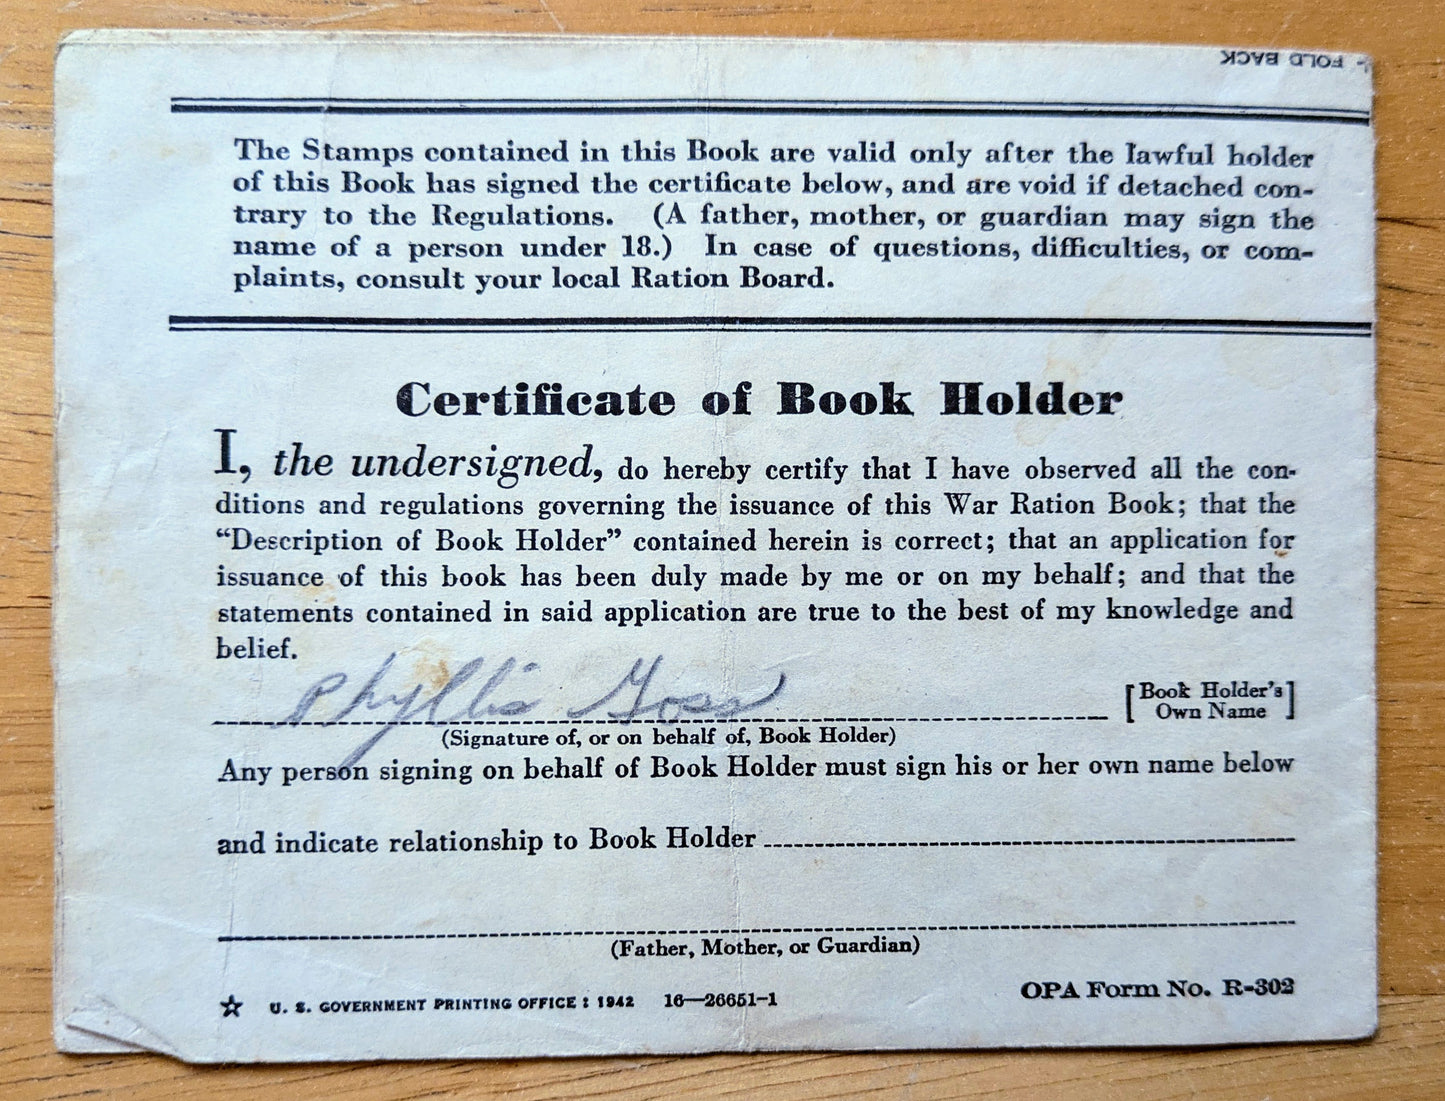 - FOLD BACK
The Stamps contained in this Book are valid only after the lawful holder
of this Book has signed the certificate below, and are void if detached con-
trary to the Regulations. (A father, mother, or guardian may sign the
name of a person under 18.) In case of questions, difficulties, or com-
plaints, consult your local Ration Board.
Certificate of Book Holder
I, the undersigned, do hereby certify that I have observed all the con-
ditions and regulations governing the issuance of this War Ration Book; that the
“Description of Book Holder” contained herein is correct; that an application for
issuance of this book has been duly made by me or on my behalf; and that the
statements contained in said application are true to the best of my knowledge and
belief.
Phyllis Goss
[Book Holder's
Own Name]
(Signature of, or on behalf of, Book Holder)
Any person signing on behalf of Book Holder must sign his or her own name below
and indicate relationship to Book Holder
(Father, Mother, or Guardian)
☆ U. S. GOVERNMENT PRINTING OFFICE : 1942 16—26651-1
OPA Form No. R-302